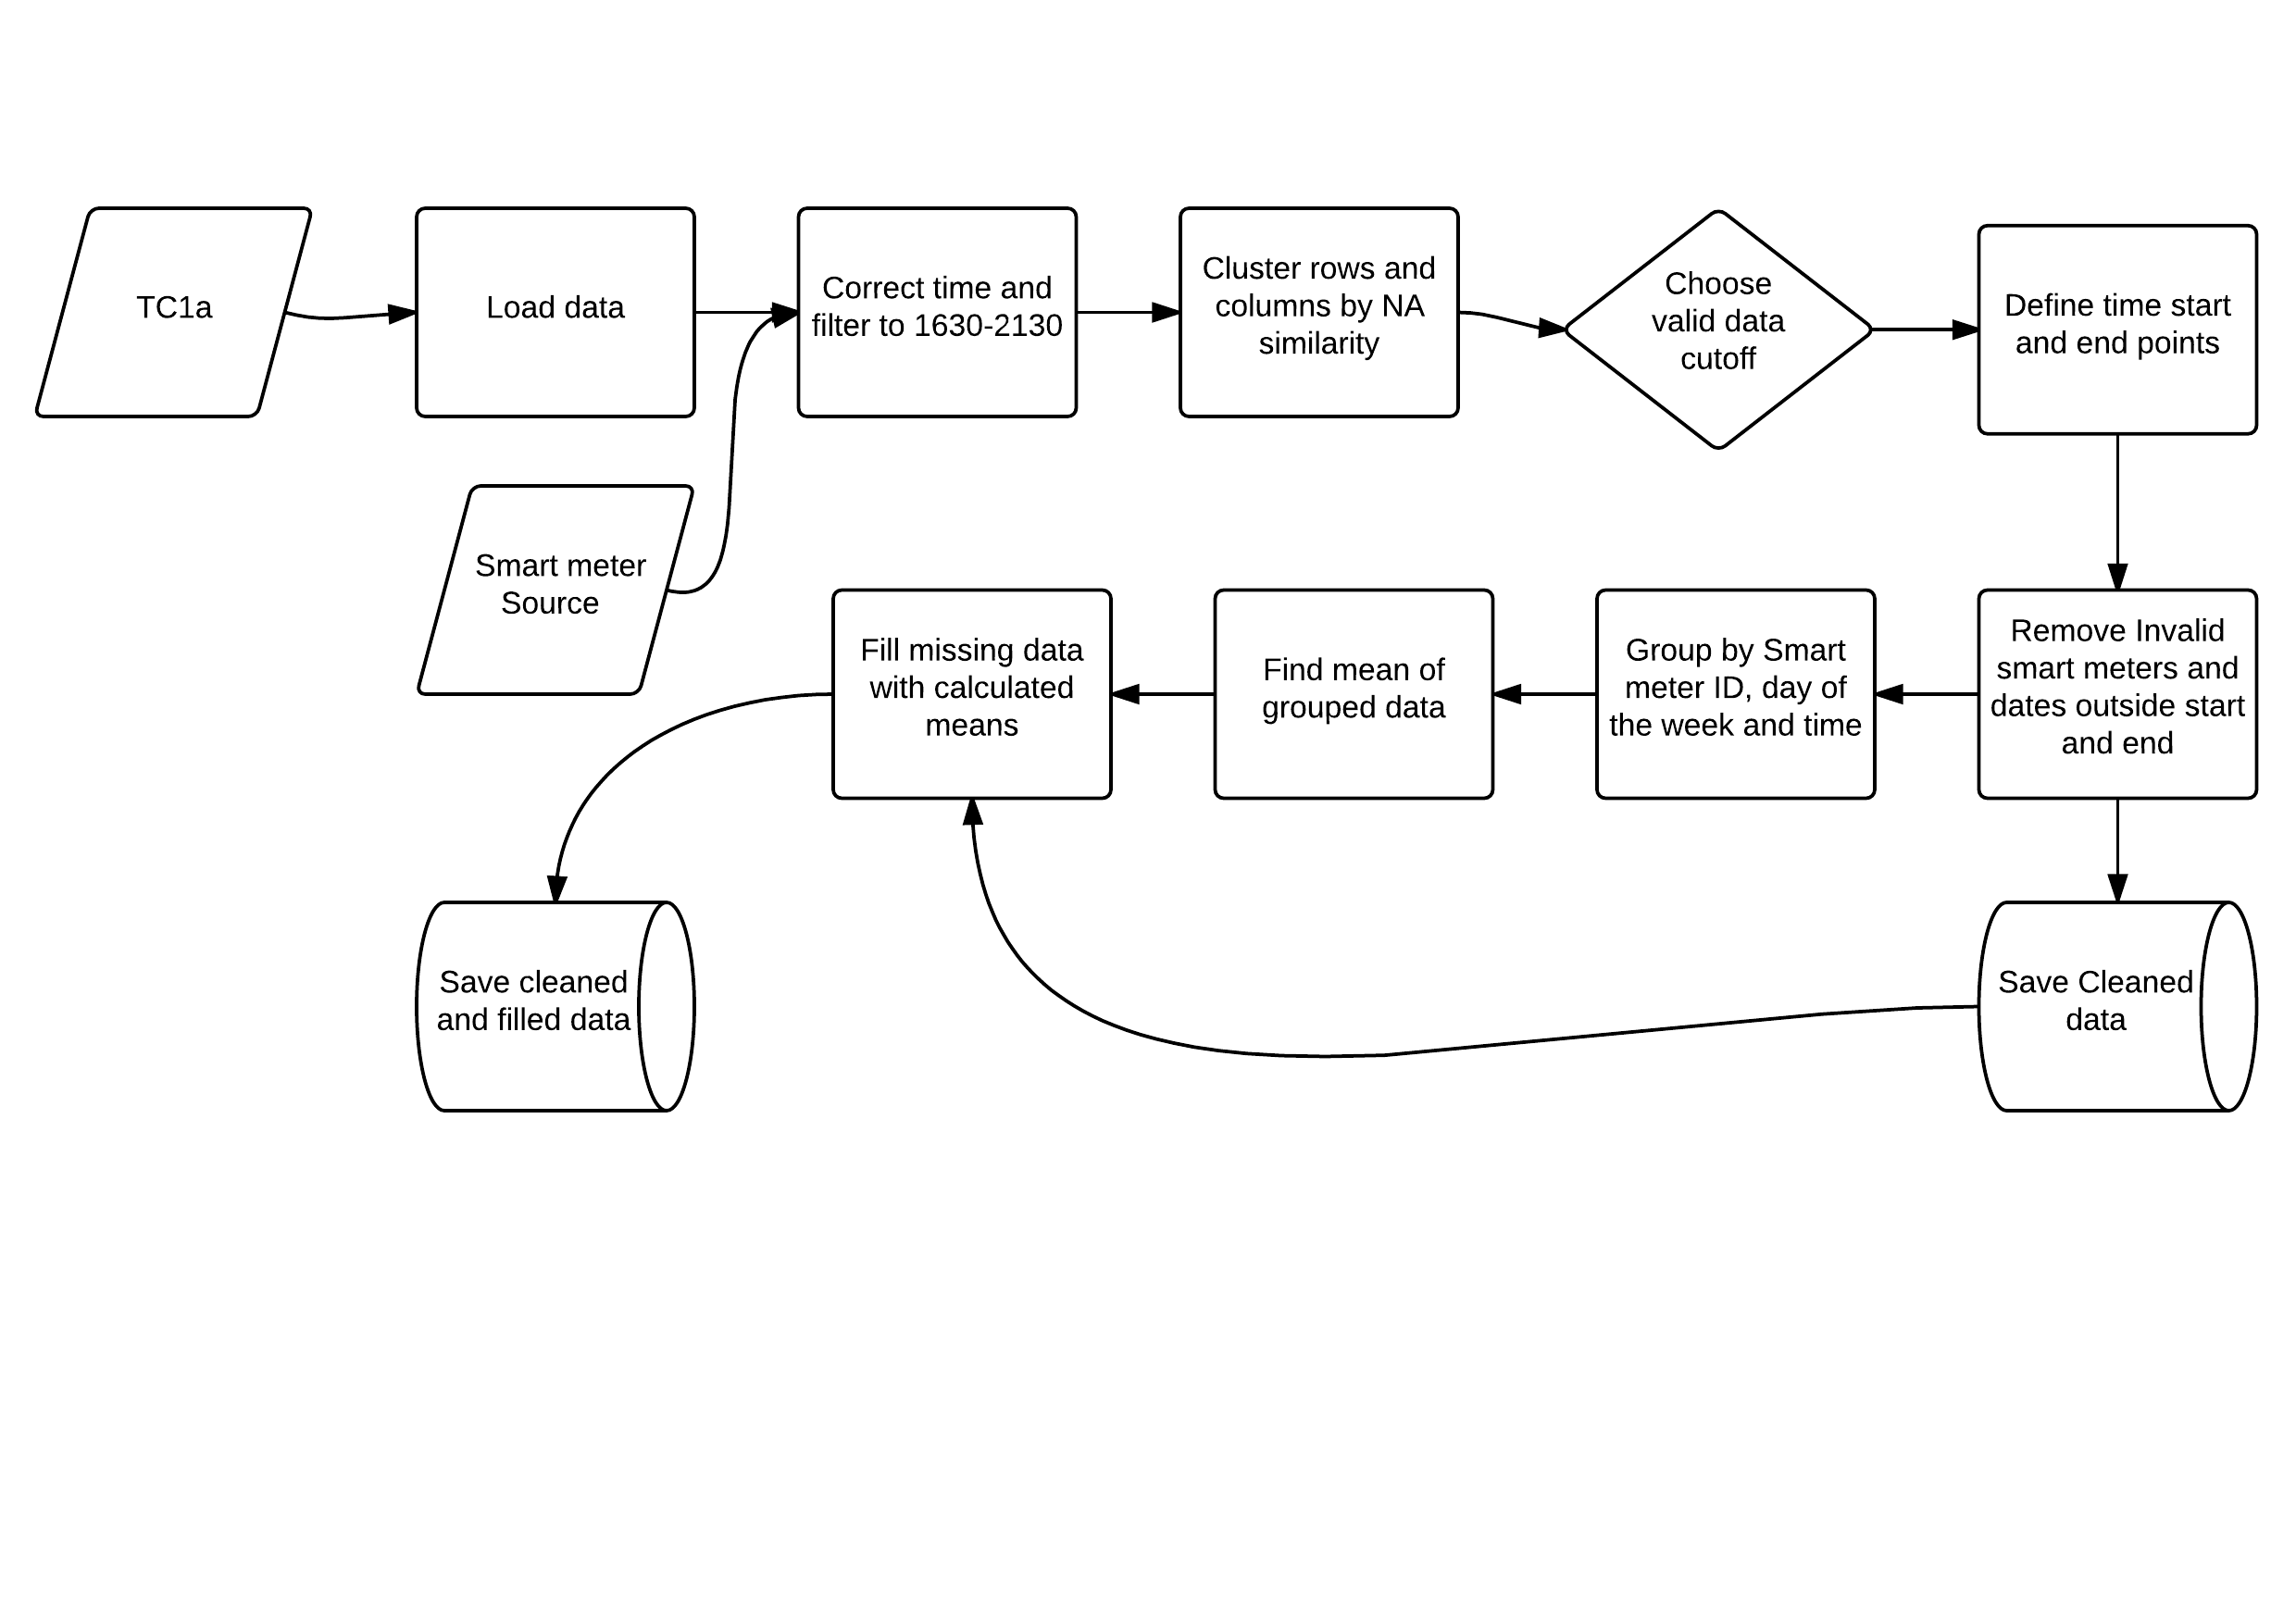 TC1a
Load data
Correct time and
filter to 1630-2130
Cluster rows and
columns by NA
similarity
Choose
valid data
cutoff
Define time start
and end points
Smart meter
Source
Fill missing data
with calculated
means
Find mean of
grouped data
Group by Smart
meter ID, day of
the week and time
Remove Invalid
smart meters and
dates outside start
and end
Save cleaned
and filled data
Save Cleaned
data